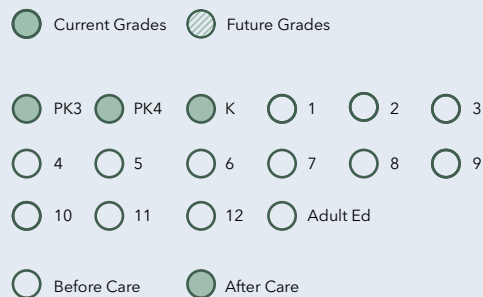 Current Grades Future Grades
PK3 PK4 K 1 2 3
4 5 6 7 8 9
10 11 12 Adult Ed
Before Care After Care